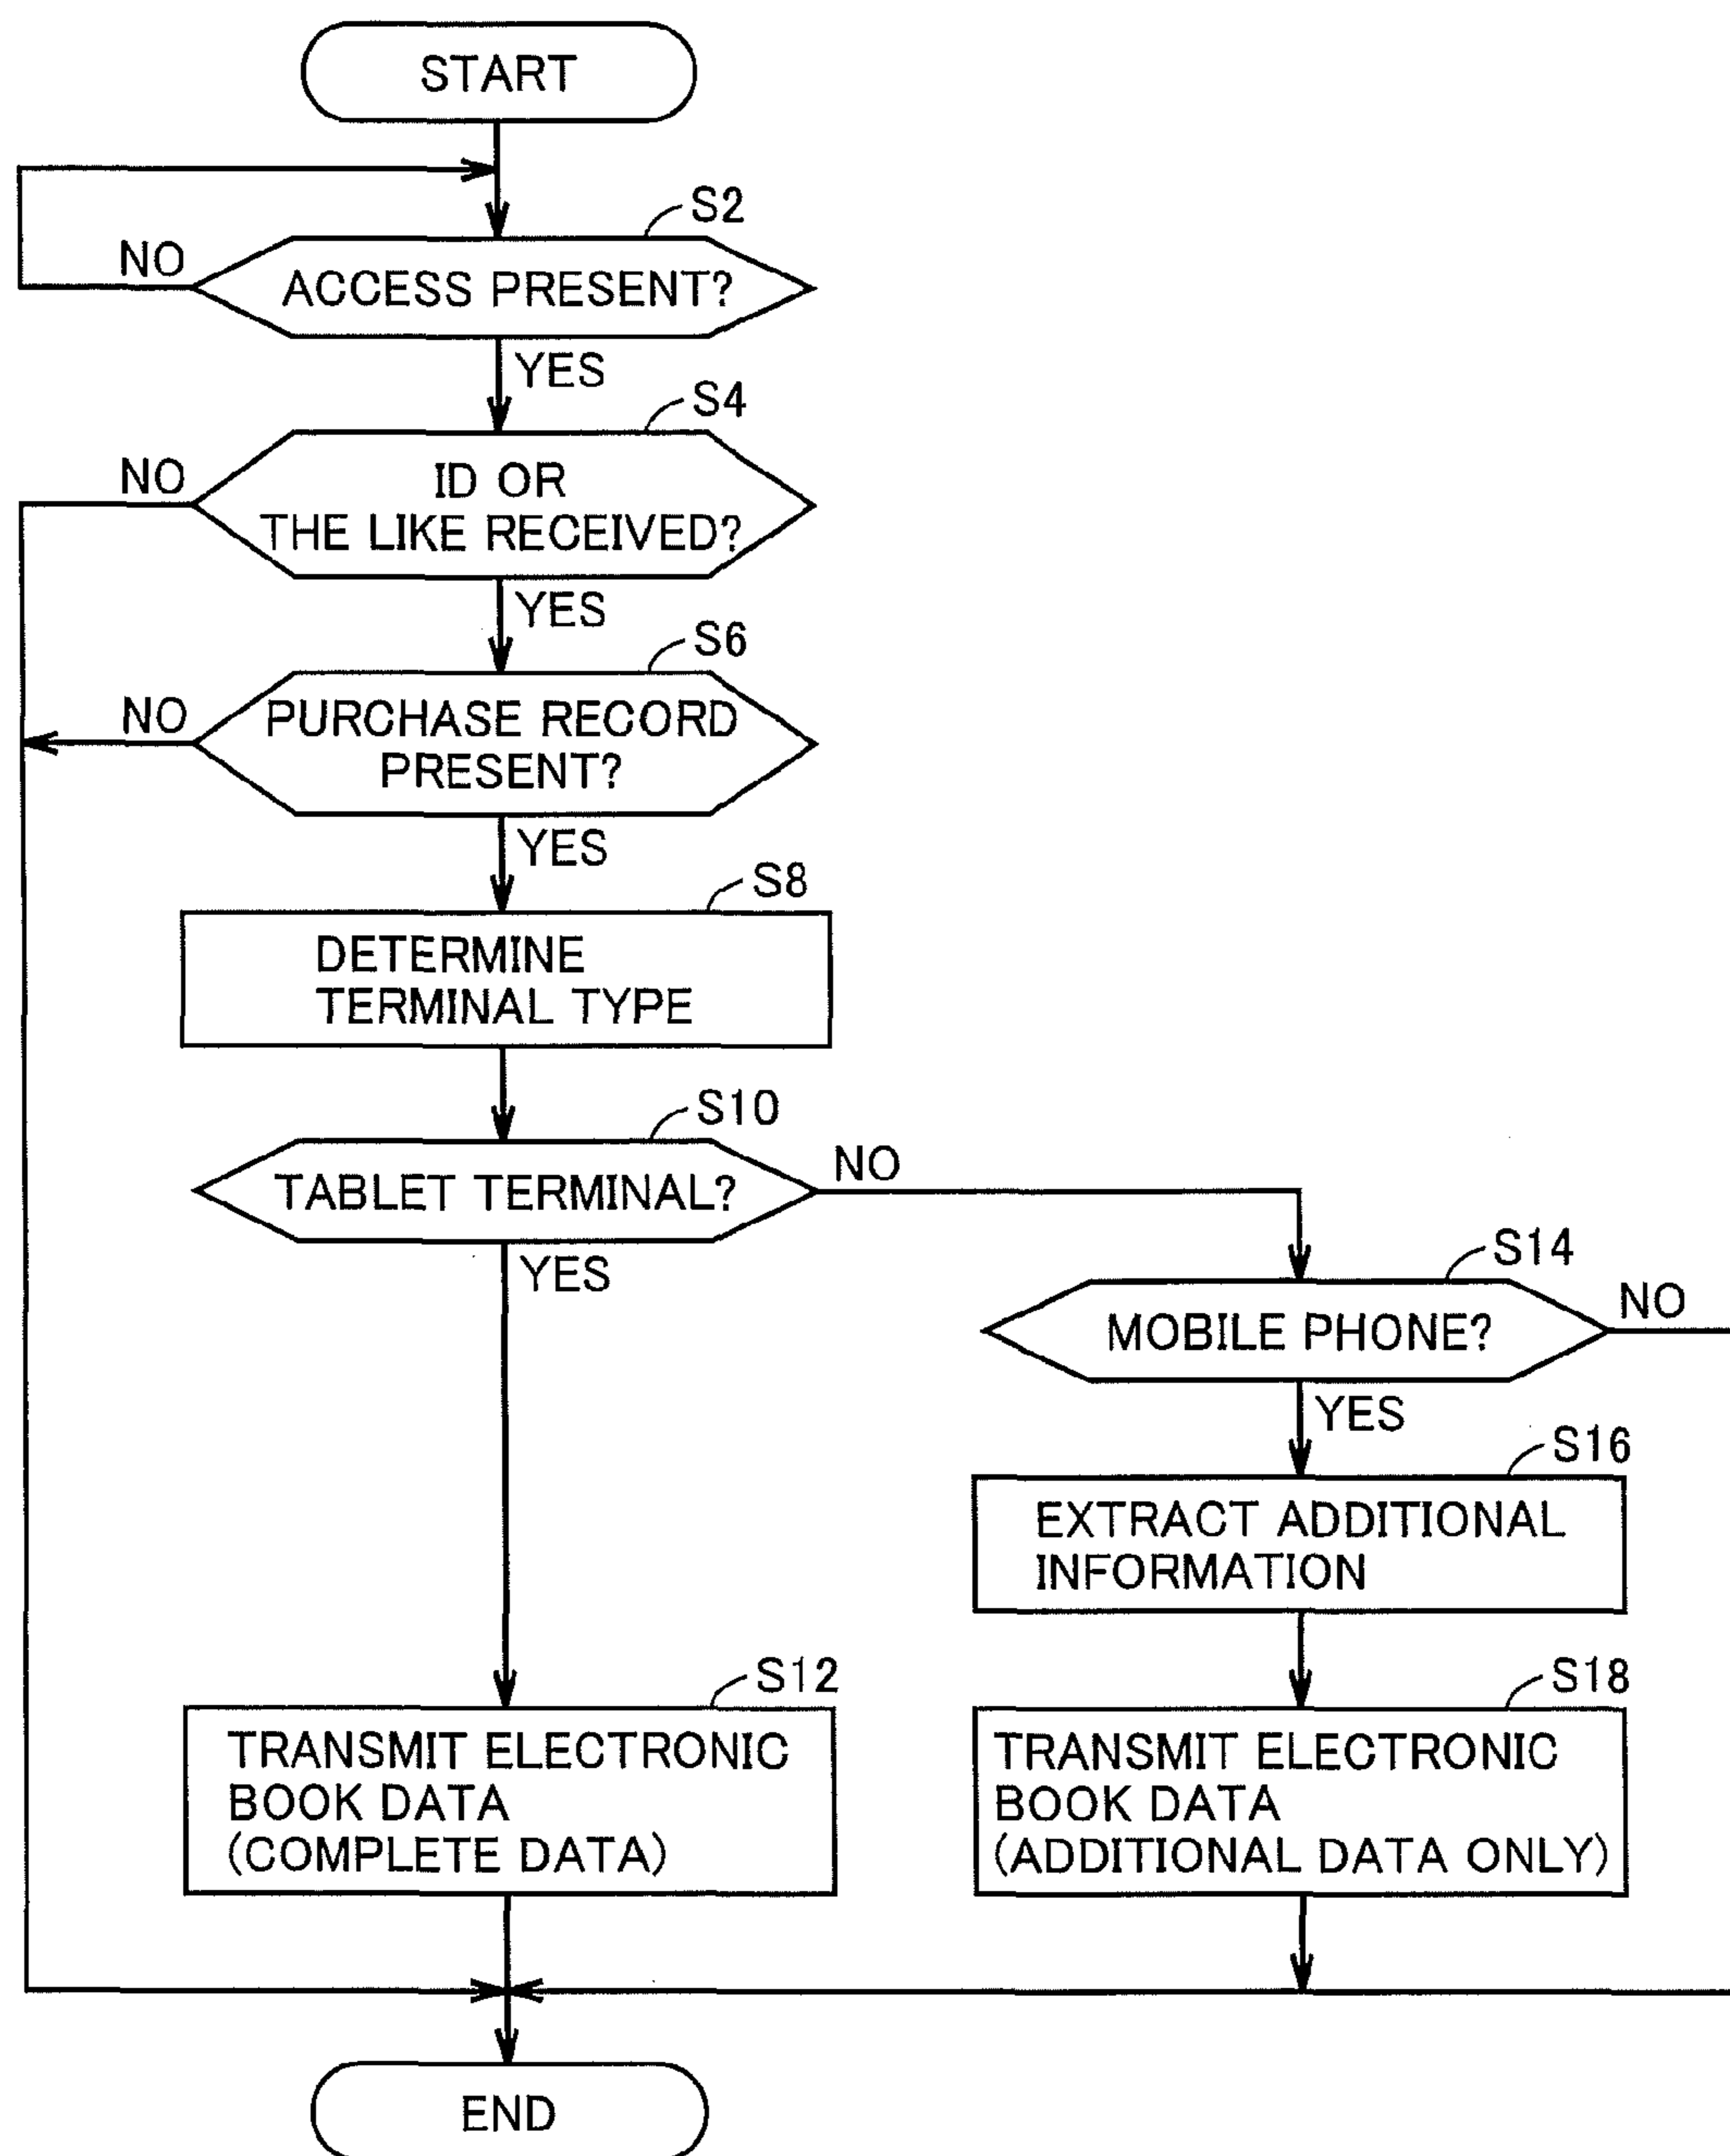 START
S2
NO
ACCESS PRESENT?
YES
S4
NO
ID OR
THE LIKE RECEIVED?
YES
S6
NO
PURCHASE RECORD
PRESENT?
YES
S8
DETERMINE
TERMINAL TYPE
S10
TABLET TERMINAL?
NO
YES
S14
MOBILE PHONE?
NO
YES
S16
EXTRACT ADDITIONAL
INFORMATION
S12
TRANSMIT ELECTRONIC
BOOK DATA
(COMPLETE DATA)
S18
TRANSMIT ELECTRONIC
BOOK DATA
(ADDITIONAL DATA ONLY)
END